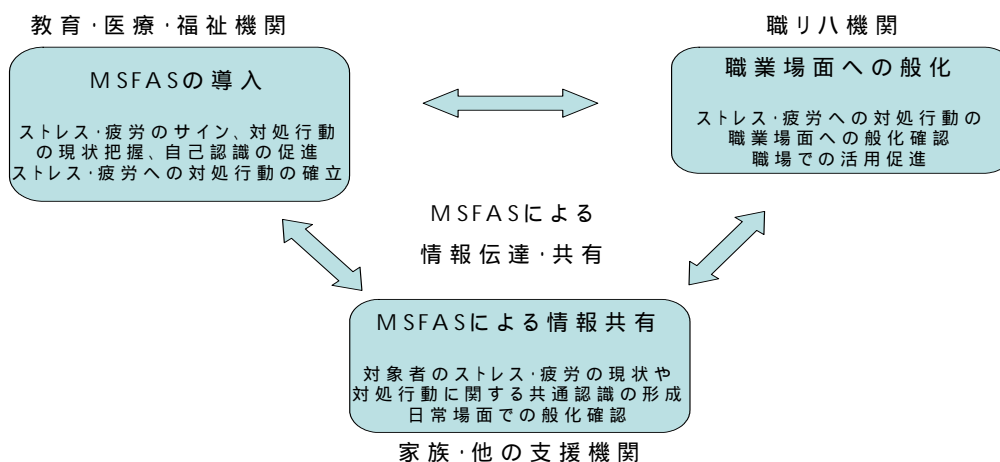 教育・医療・福祉機関
MSFASの導入
ストレス・疲労のサイン、対処行動
の現状把握、自己認識の促進
ストレス・疲労への対処行動の確立
職リハ機関
職業場面への般化
ストレス・疲労への対処行動の
職業場面への般化確認
職場での活用促進
MSFASによる
情報伝達・共有
MSFASによる情報共有
対象者のストレス・疲労の現状や
対処行動に関する共通認識の形成
日常場面での般化確認
家族・他の支援機関